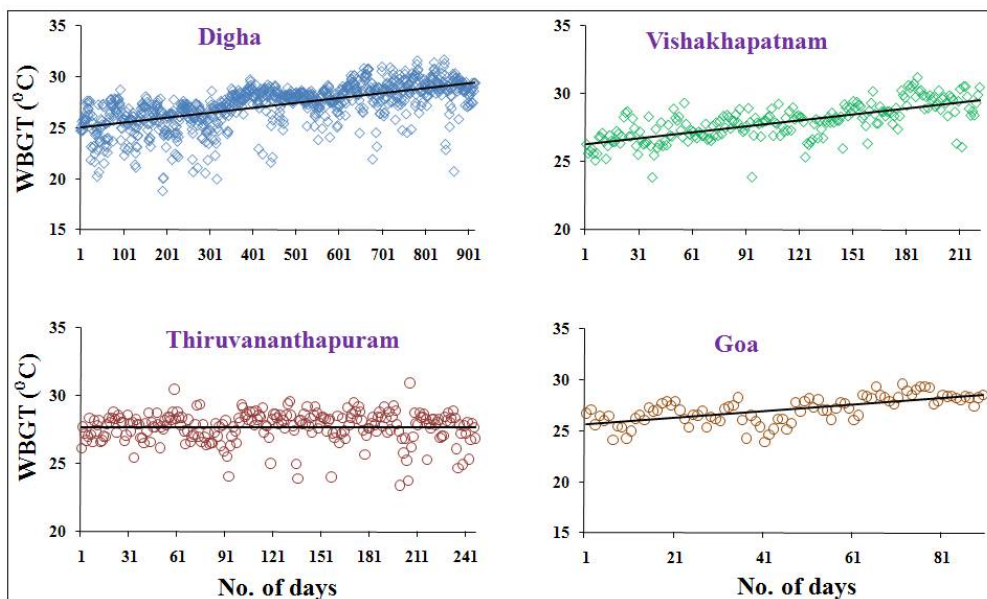 Digha
WBGT (⁰C)
35
30
25
20
15
1 101 201 301 401 501 601 701 801 901
Vishakhapatnam
35
30
25
20
1 31 61 91 121 151 181 211
Thiruvananthapuram
WBGT (⁰C)
35
30
25
20
1 31 61 91 121 151 181 211 241
No. of days
Goa
35
30
25
20
15
1 21 41 61 81
No. of days